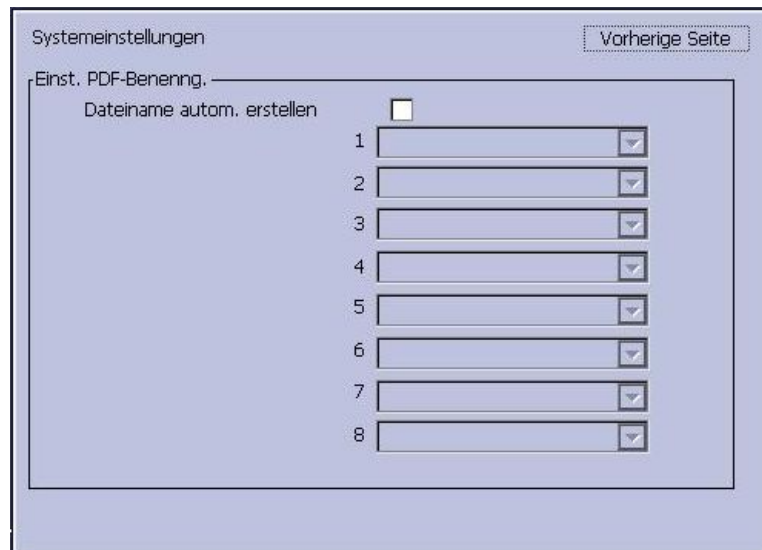 Systemeinstellungen
Vorherige Seite
Einst. PDF-Benenng.
Dateiname autom. erstellen
1
2
3
4
5
6
7
8